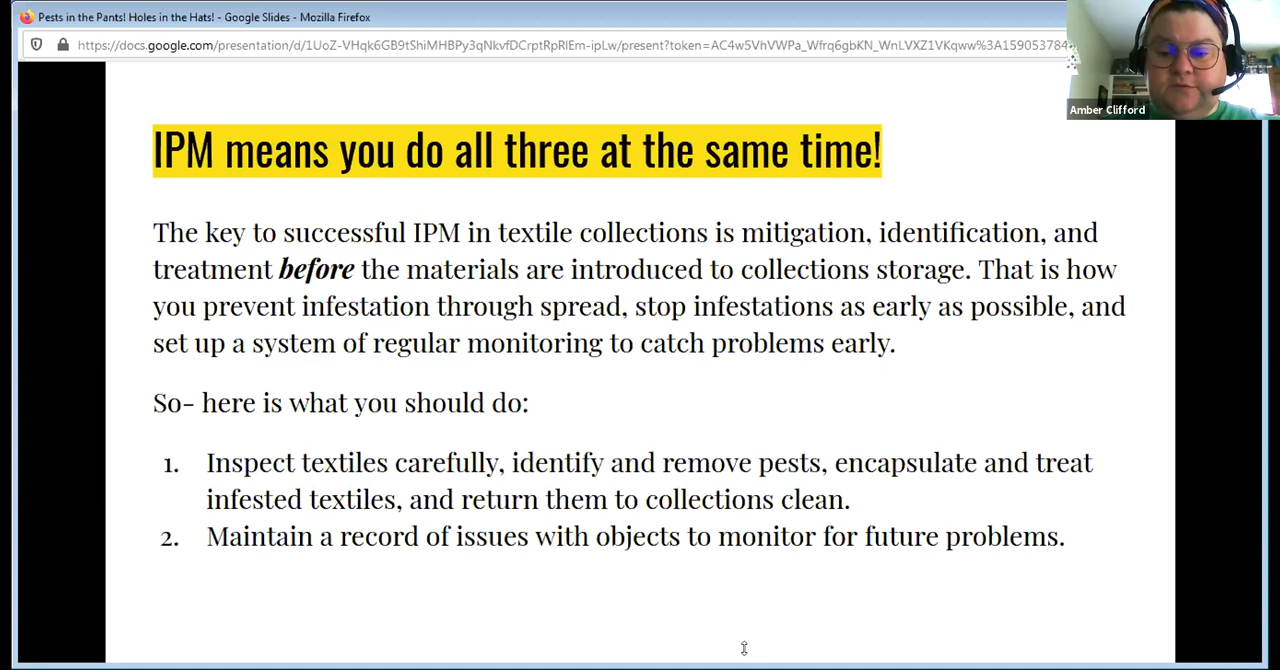 Pests in the Pants! Holes in the Hats! - Google Slides - Mozilla Firefox
https://docs.google.com/presentation/d/1UoZ-VHqk6GB9tShiMHBPy3qNkvfDCrptRpRlEm-ipLw/present?token=AC4w5VhVWPa_Wfrq6gbKN_WnLVXZ1VKqww%3A159053784
Amber Clifford
IPM means you do all three at the same time!
The key to successful IPM in textile collections is mitigation, identification, and
treatment before the materials are introduced to collections storage. That is how
you prevent infestation through spread, stop infestations as early as possible, and
set up a system of regular monitoring to catch problems early.
So- here is what you should do:
1. Inspect textiles carefully, identify and remove pests, encapsulate and treat
infested textiles, and return them to collections clean.
2. Maintain a record of issues with objects to monitor for future problems.